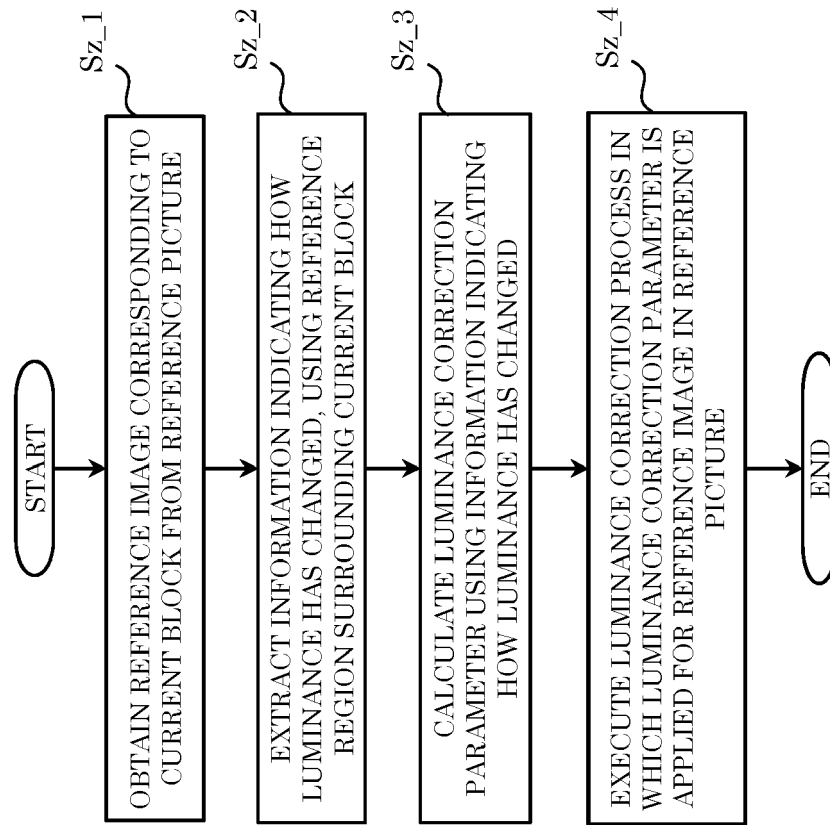 START
Sz_1
OBTAIN REFERENCE IMAGE CORRESPONDING TO
CURRENT BLOCK FROM REFERENCE PICTURE
Sz_2
EXTRACT INFORMATION INDICATING HOW
LUMINANCE HAS CHANGED, USING REFERENCE
REGION SURROUNDING CURRENT BLOCK
Sz_3
CALCULATE LUMINANCE CORRECTION
PARAMETER USING INFORMATION INDICATING
HOW LUMINANCE HAS CHANGED
Sz_4
EXECUTE LUMINANCE CORRECTION PROCESS IN
WHICH LUMINANCE CORRECTION PARAMETER IS
APPLIED FOR REFERENCE IMAGE IN REFERENCE
PICTURE
END